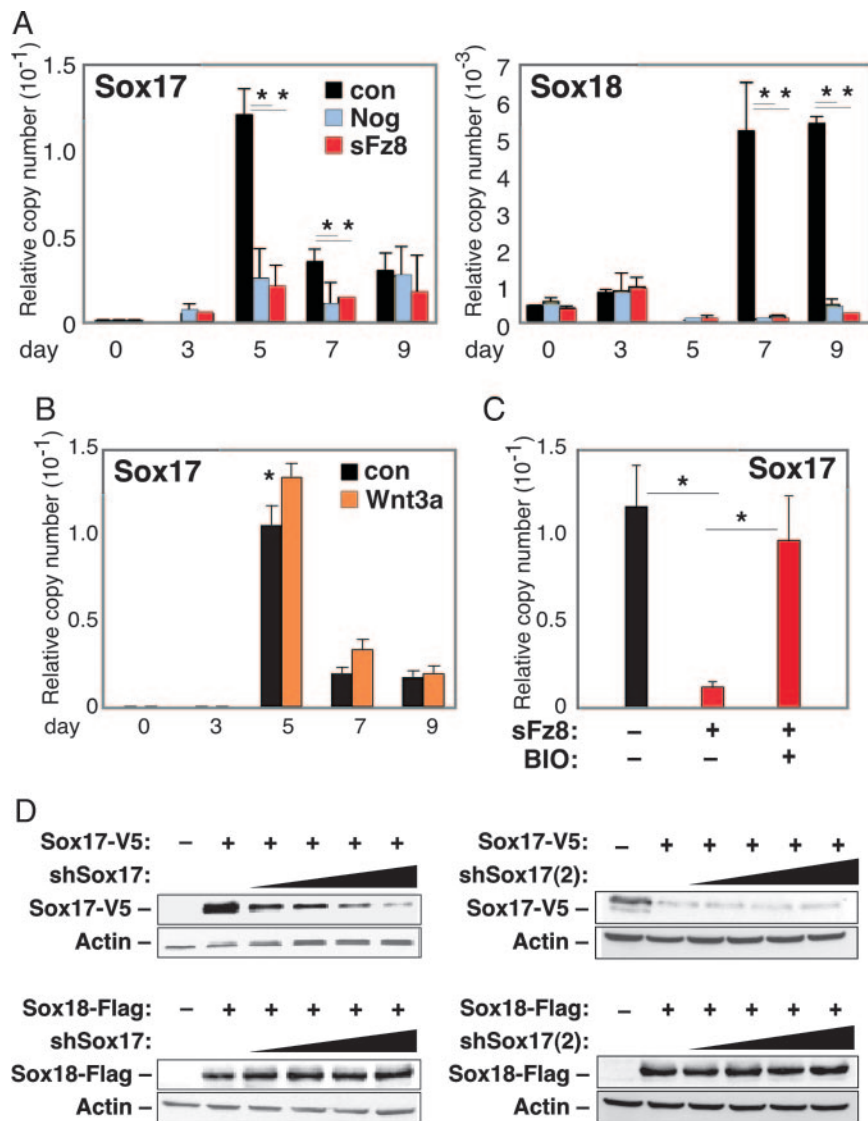 A
Relative copy number (10-1)
1.5
1.0
0.5
0
Sox17
con
Nog
sFz8
* *
* *
day 0 3 5 7 9
Relative copy number (10-3)
7
6
5
4
3
2
1
0
Sox18
* *
* *
0 3 5 7 9
B
Relative copy number (10-1)
1.5
1.0
0.5
0
Sox17
con
Wnt3a
*
day 0 3 5 7 9
C
Relative copy number (10-1)
1.5
1.0
0.5
0
Sox17
*
*
sFz8: – + +
BIO: – – +
D
Sox17-V5: – + + + + +
shSox17:
Sox17-V5 –
Actin –
Sox17-V5: – + + + + +
shSox17(2):
Sox17-V5 –
Actin –
Sox18-Flag: – + + + + +
shSox17:
Sox18-Flag –
Actin –
Sox18-Flag: – + + + + +
shSox17(2):
Sox18-Flag –
Actin –